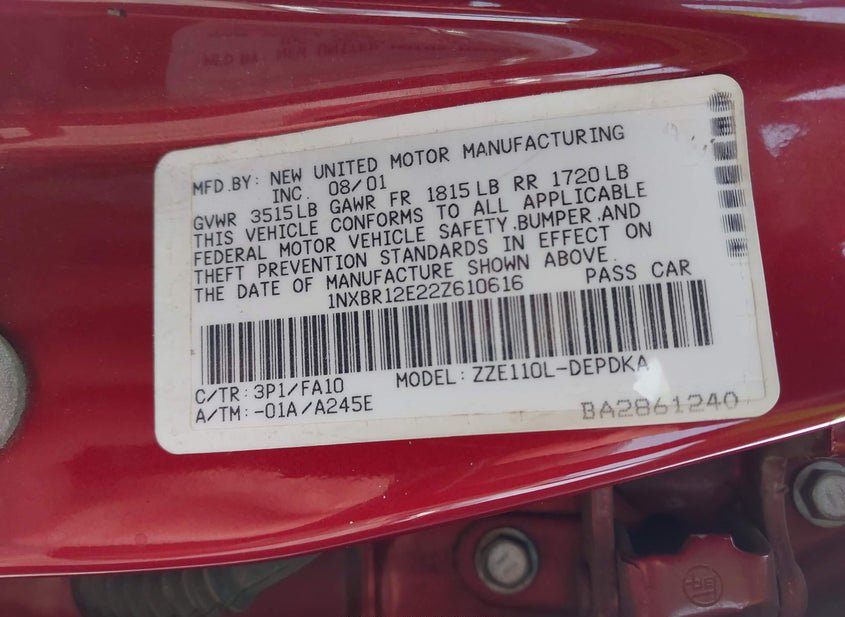 MFD.BY: NEW UNITED MOTOR MANUFACTURING
INC. 08/01
GVWR 3515LB GAWR FR 1815LB RR 1720LB
THIS VEHICLE CONFORMS TO ALL APPLICABLE
FEDERAL MOTOR VEHICLE SAFETY,BUMPER,AND
THEFT PREVENTION STANDARDS IN EFFECT ON
THE DATE OF MANUFACTURE SHOWN ABOVE.
1NXBR12E22Z610616 PASS CAR
C/TR: 3P1/FA10 MODEL: ZZE110L-DEPDKA
A/TM: -01A/A245E
BA2861240